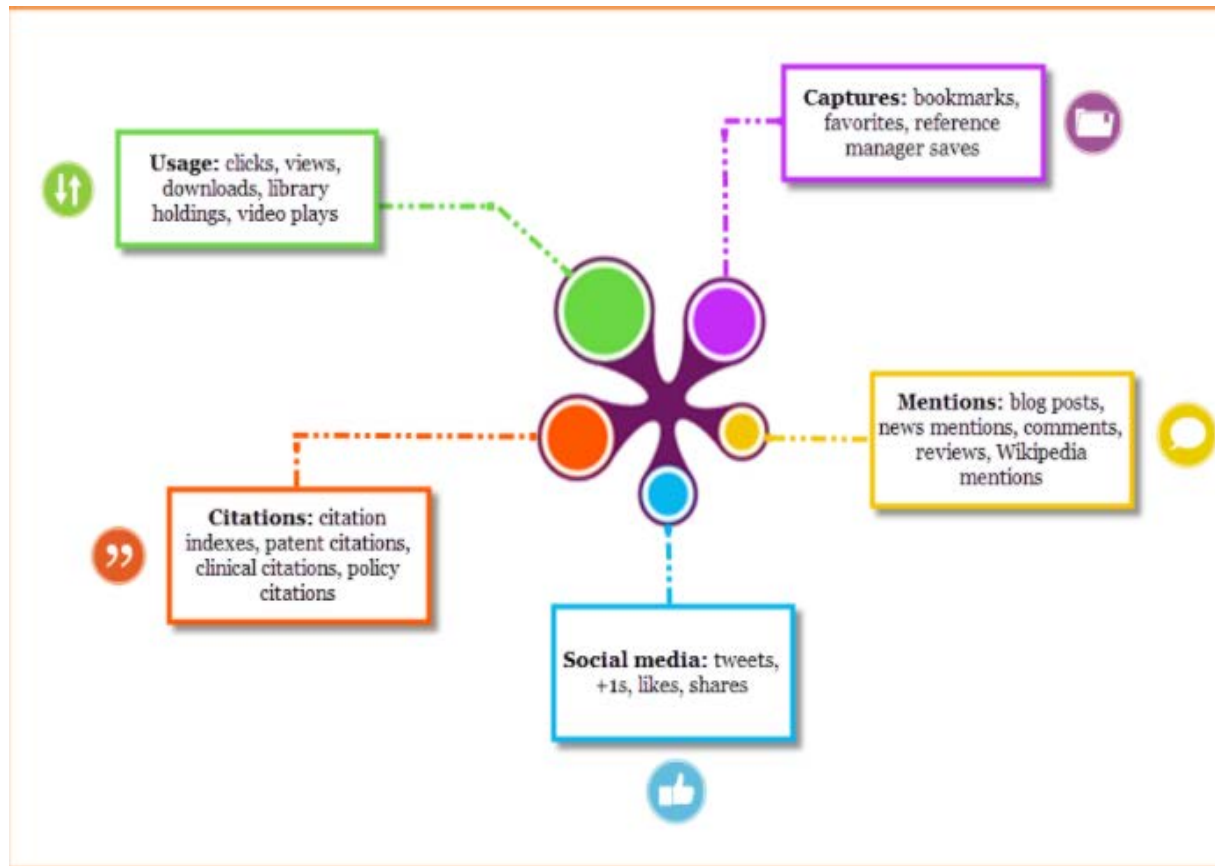 Captures: bookmarks,
favorites, reference
manager saves
Usage: clicks, views,
downloads, library
holdings, video plays
Mentions: blog posts,
news mentions, comments,
reviews, Wikipedia
mentions
Citations: citation
indexes, patent citations,
clinical citations, policy
citations
Social media: tweets,
+1s, likes, shares